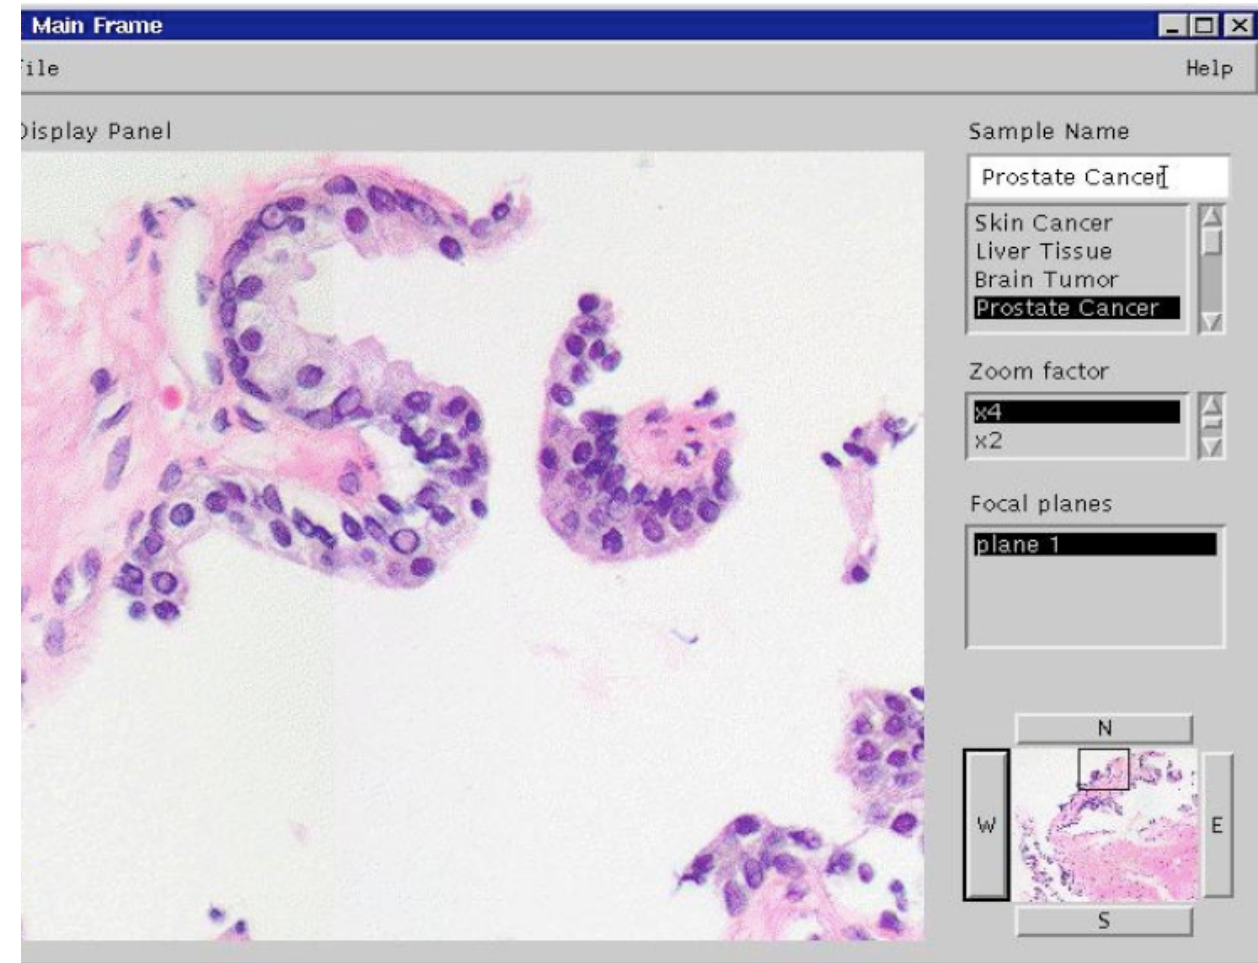 Main Frame
ile
Help
Display Panel
Sample Name
Prostate Cancer
Skin Cancer
Liver Tissue
Brain Tumor
Prostate Cancer
Zoom factor
x4
x2
Focal planes
plane 1
N
W
E
S